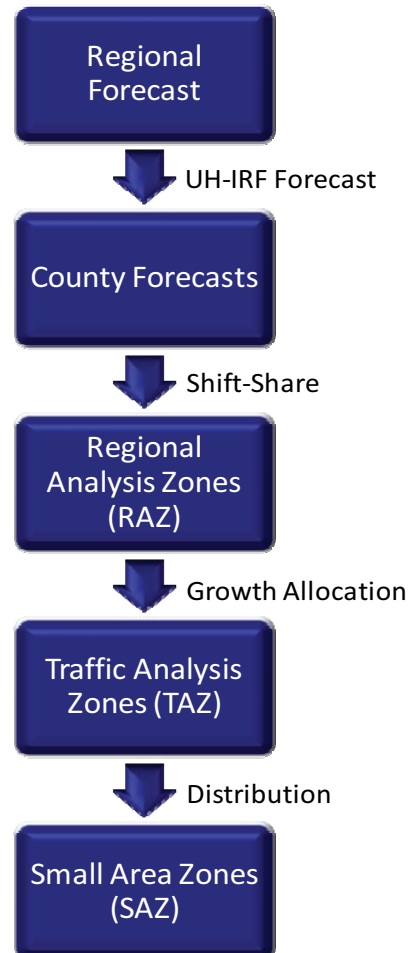 Regional
Forecast
UH-IRF Forecast
County Forecasts
Shift-Share
Regional
Analysis Zones
(RAZ)
Growth Allocation
Traffic Analysis
Zones (TAZ)
Distribution
Small Area Zones
(SAZ)